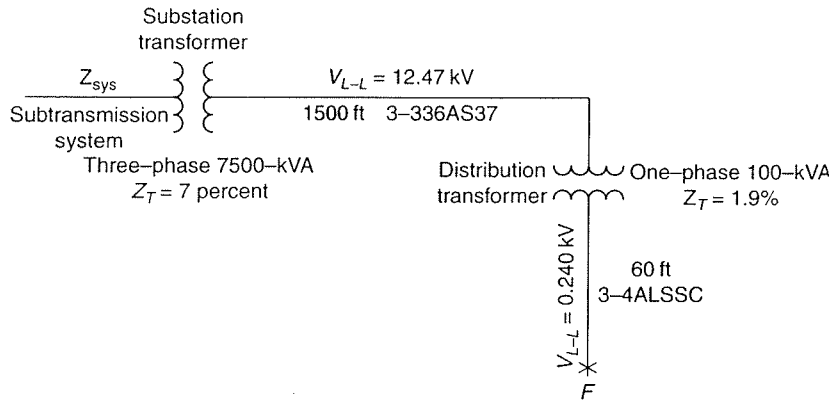 Substation
transformer
Z_sys
V_L–L = 12.47 kV
Subtransmission
system
1500 ft 3–336AS37
Three–phase 7500–kVA
Z_T = 7 percent
Distribution
transformer
One–phase 100–kVA
Z_T = 1.9%
V_L–L = 0.240 kV
60 ft
3–4ALSSC
F